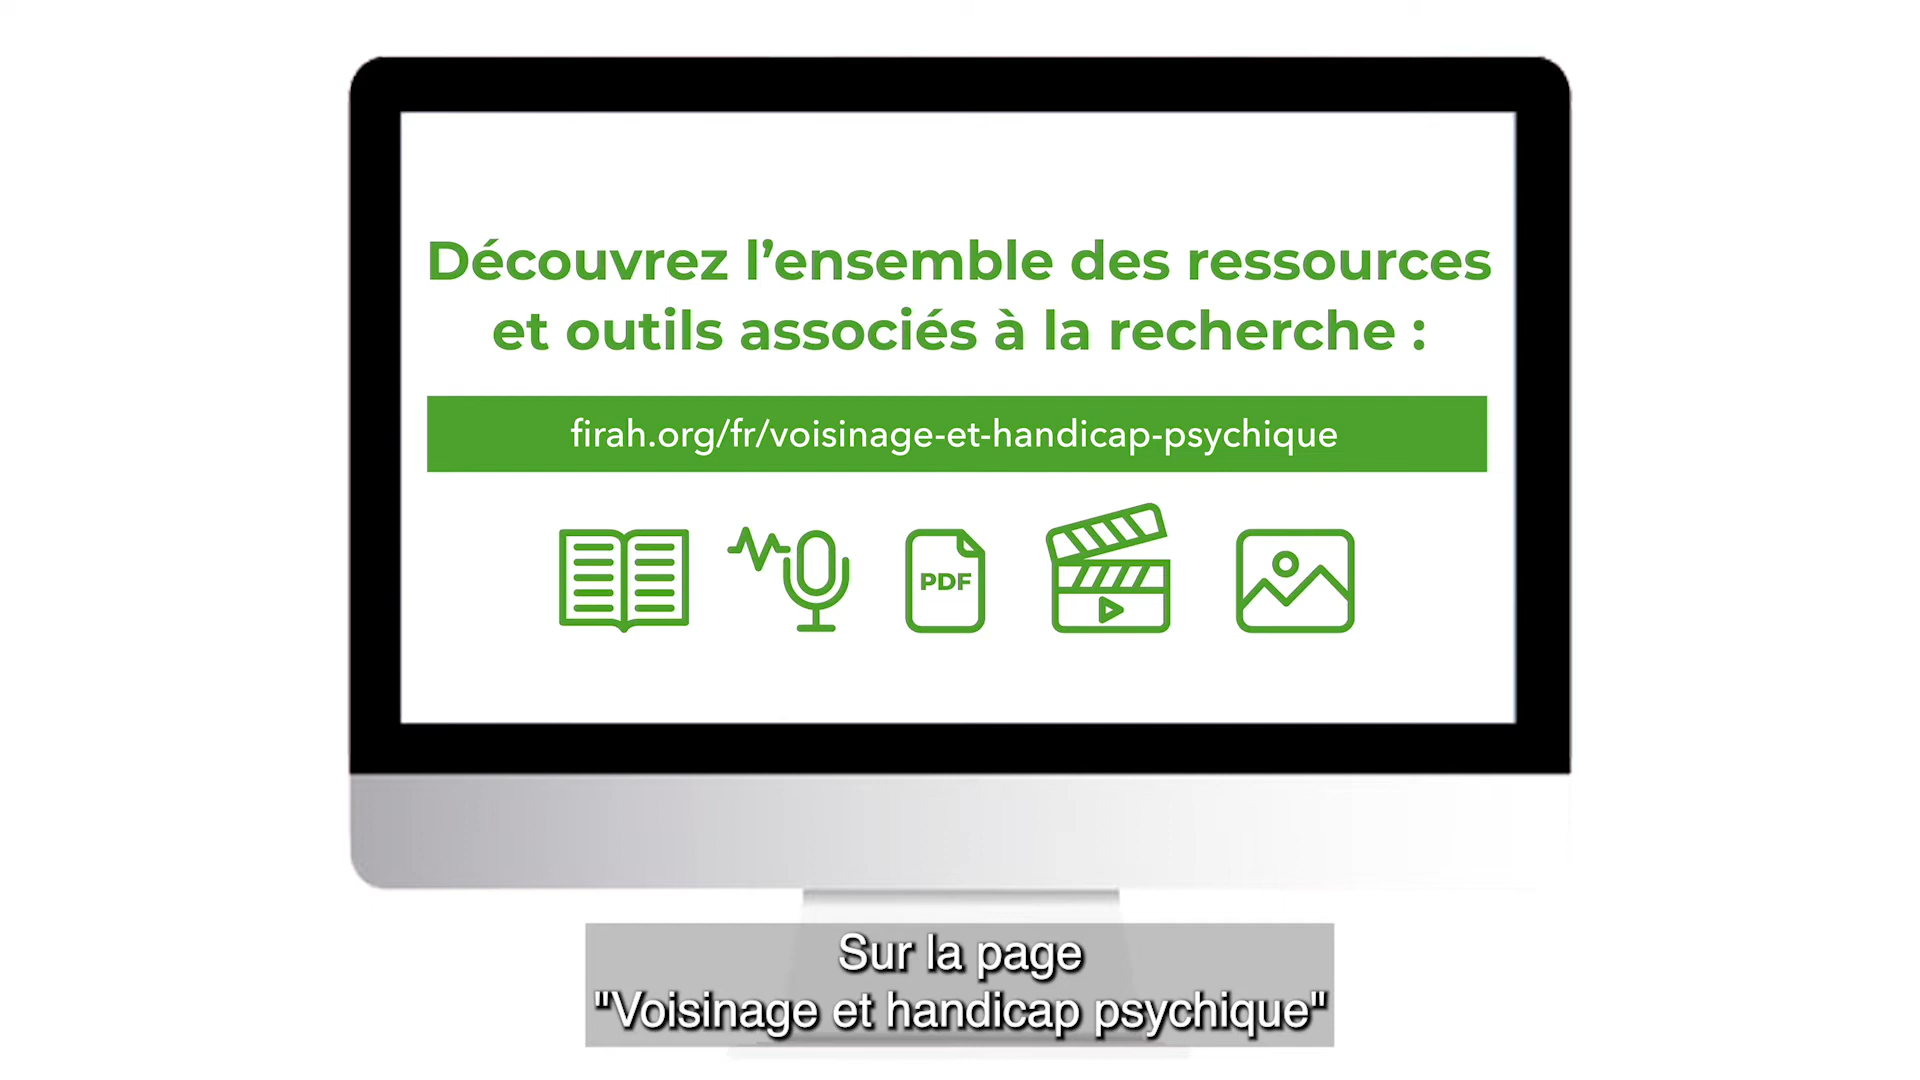 Découvrez l’ensemble des ressources
et outils associés à la recherche :
firah.org/fr/voisinage-et-handicap-psychique
PDF
Sur la page
"Voisinage et handicap psychique"